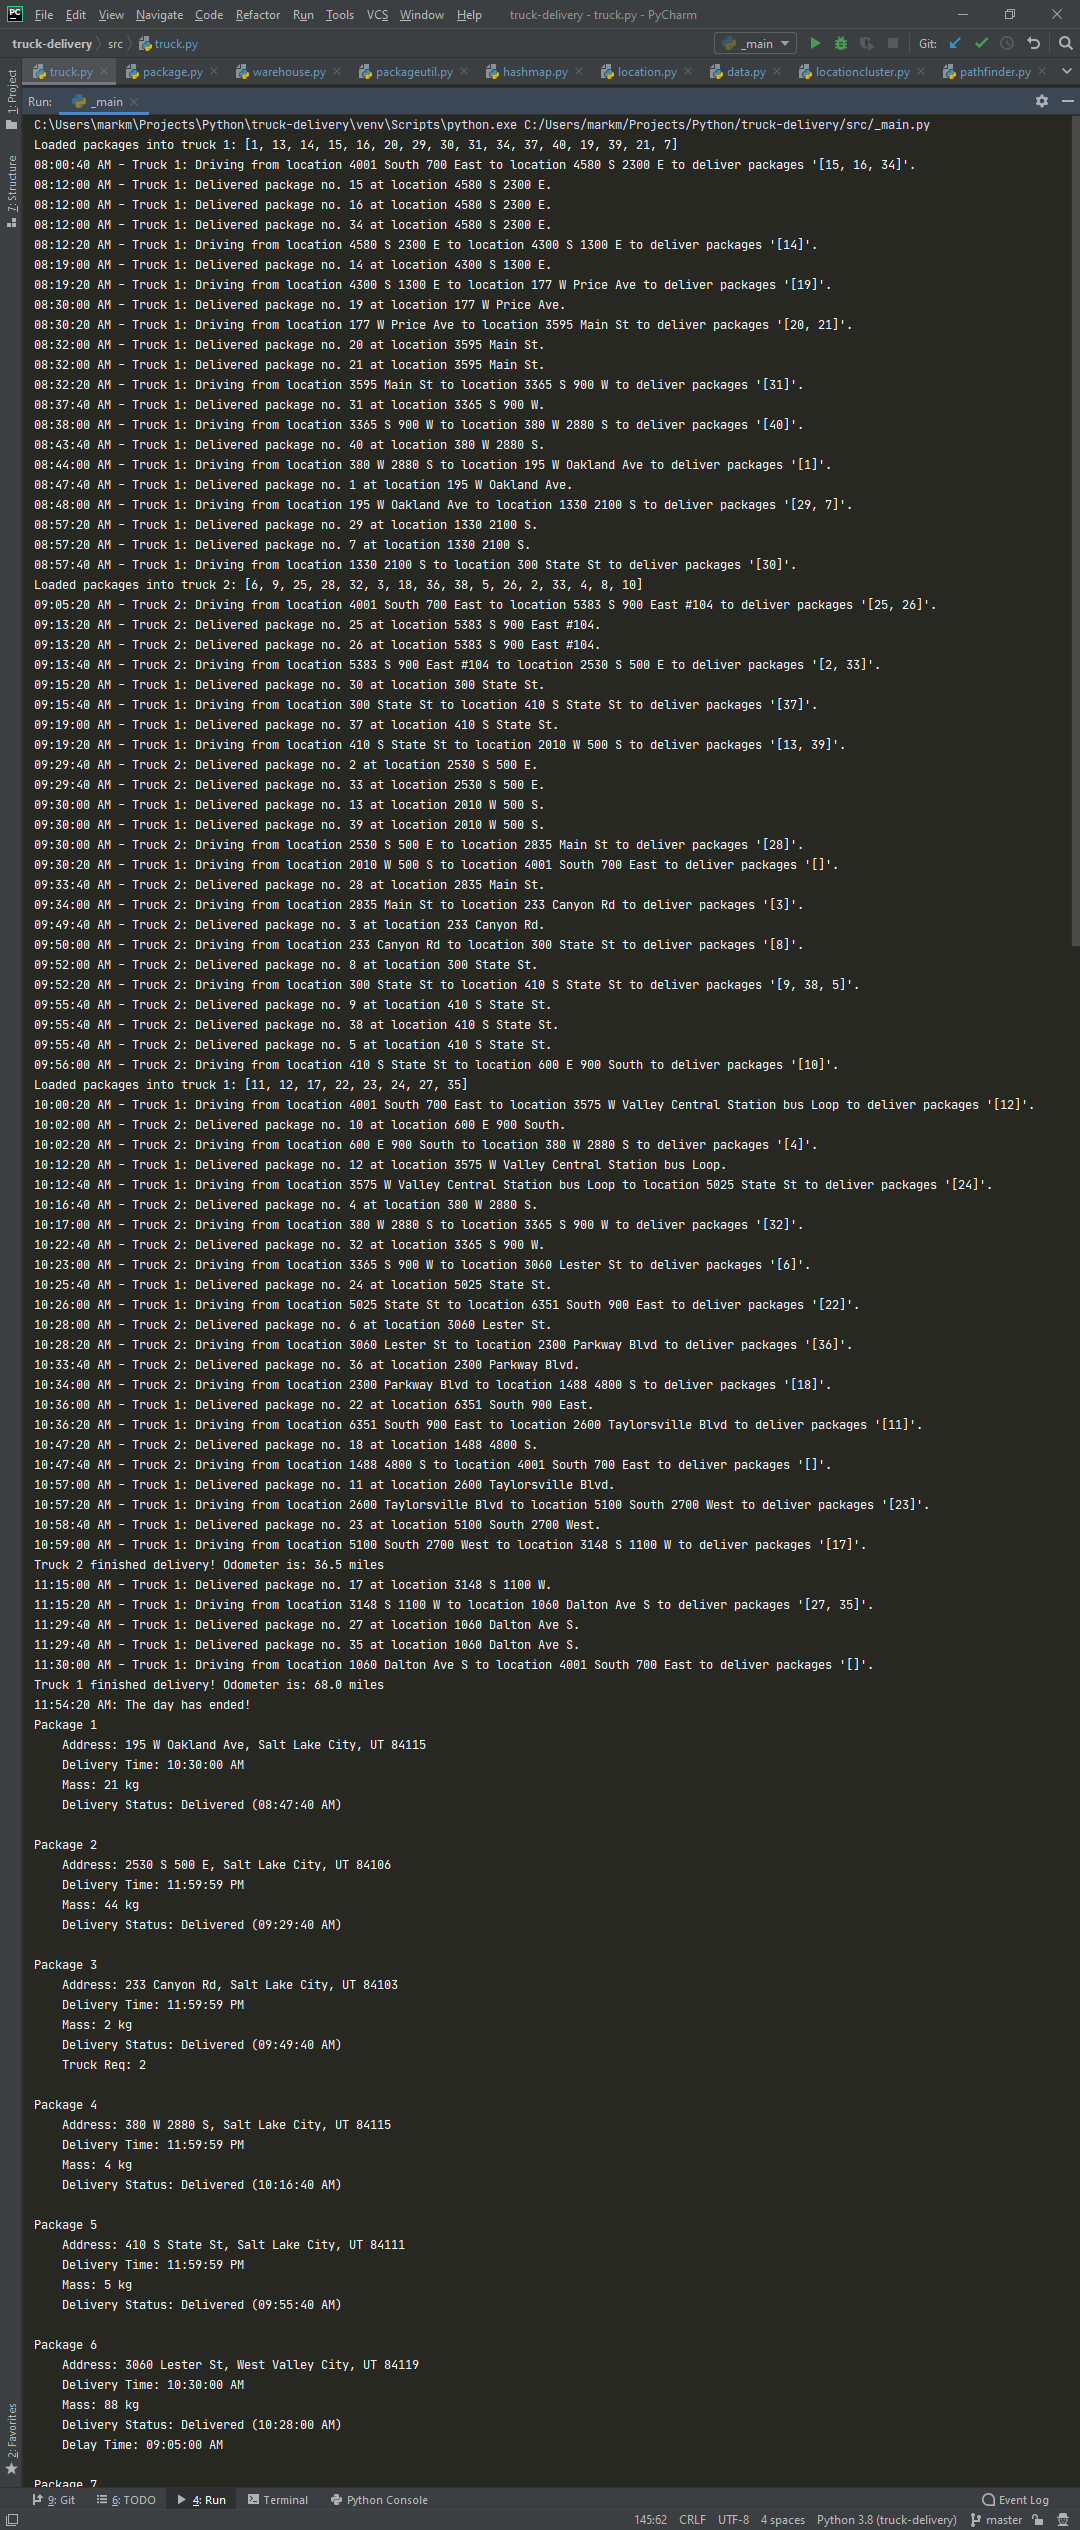 PC File Edit View Navigate Code Refactor Run Tools VCS Window Help truck-delivery - truck.py - PyCharm
truck-delivery src truck.py _main Git:
truck.py package.py warehouse.py packageutil.py hashmap.py location.py data.py locationcluster.py pathfinder.py
1: Project
7: Structure
2: Favorites
Run: _main
C:\Users\markm\Projects\Python\truck-delivery\venv\Scripts\python.exe C:/Users/markm/Projects/Python/truck-delivery/src/_main.py
Loaded packages into truck 1: [1, 13, 14, 15, 16, 20, 29, 30, 31, 34, 37, 40, 19, 39, 21, 7]
08:00:40 AM - Truck 1: Driving from location 4001 South 700 East to location 4580 S 2300 E to deliver packages '[15, 16, 34]'.
08:12:00 AM - Truck 1: Delivered package no. 15 at location 4580 S 2300 E.
08:12:00 AM - Truck 1: Delivered package no. 16 at location 4580 S 2300 E.
08:12:00 AM - Truck 1: Delivered package no. 34 at location 4580 S 2300 E.
08:12:20 AM - Truck 1: Driving from location 4580 S 2300 E to location 4300 S 1300 E to deliver packages '[14]'.
08:19:00 AM - Truck 1: Delivered package no. 14 at location 4300 S 1300 E.
08:19:20 AM - Truck 1: Driving from location 4300 S 1300 E to location 177 W Price Ave to deliver packages '[19]'.
08:30:00 AM - Truck 1: Delivered package no. 19 at location 177 W Price Ave.
08:30:20 AM - Truck 1: Driving from location 177 W Price Ave to location 3595 Main St to deliver packages '[20, 21]'.
08:32:00 AM - Truck 1: Delivered package no. 20 at location 3595 Main St.
08:32:00 AM - Truck 1: Delivered package no. 21 at location 3595 Main St.
08:32:20 AM - Truck 1: Driving from location 3595 Main St to location 3365 S 900 W to deliver packages '[31]'.
08:37:40 AM - Truck 1: Delivered package no. 31 at location 3365 S 900 W.
08:38:00 AM - Truck 1: Driving from location 3365 S 900 W to location 380 W 2880 S to deliver packages '[40]'.
08:43:40 AM - Truck 1: Delivered package no. 40 at location 380 W 2880 S.
08:44:00 AM - Truck 1: Driving from location 380 W 2880 S to location 195 W Oakland Ave to deliver packages '[1]'.
08:47:40 AM - Truck 1: Delivered package no. 1 at location 195 W Oakland Ave.
08:48:00 AM - Truck 1: Driving from location 195 W Oakland Ave to location 1330 2100 S to deliver packages '[29, 7]'.
08:57:20 AM - Truck 1: Delivered package no. 29 at location 1330 2100 S.
08:57:20 AM - Truck 1: Delivered package no. 7 at location 1330 2100 S.
08:57:40 AM - Truck 1: Driving from location 1330 2100 S to location 300 State St to deliver packages '[30]'.
Loaded packages into truck 2: [6, 9, 25, 28, 32, 3, 18, 36, 38, 5, 26, 2, 33, 4, 8, 10]
09:05:20 AM - Truck 2: Driving from location 4001 South 700 East to location 5383 S 900 East #104 to deliver packages '[25, 26]'.
09:13:20 AM - Truck 2: Delivered package no. 25 at location 5383 S 900 East #104.
09:13:20 AM - Truck 2: Delivered package no. 26 at location 5383 S 900 East #104.
09:13:40 AM - Truck 2: Driving from location 5383 S 900 East #104 to location 2530 S 500 E to deliver packages '[2, 33]'.
09:15:20 AM - Truck 1: Delivered package no. 30 at location 300 State St.
09:15:40 AM - Truck 1: Driving from location 300 State St to location 410 S State St to deliver packages '[37]'.
09:19:00 AM - Truck 1: Delivered package no. 37 at location 410 S State St.
09:19:20 AM - Truck 1: Driving from location 410 S State St to location 2010 W 500 S to deliver packages '[13, 39]'.
09:29:40 AM - Truck 2: Delivered package no. 2 at location 2530 S 500 E.
09:29:40 AM - Truck 2: Delivered package no. 33 at location 2530 S 500 E.
09:30:00 AM - Truck 1: Delivered package no. 13 at location 2010 W 500 S.
09:30:00 AM - Truck 1: Delivered package no. 39 at location 2010 W 500 S.
09:30:00 AM - Truck 2: Driving from location 2530 S 500 E to location 2835 Main St to deliver packages '[28]'.
09:30:20 AM - Truck 1: Driving from location 2010 W 500 S to location 4001 South 700 East to deliver packages '[]'.
09:33:40 AM - Truck 2: Delivered package no. 28 at location 2835 Main St.
09:34:00 AM - Truck 2: Driving from location 2835 Main St to location 233 Canyon Rd to deliver packages '[3]'.
09:49:40 AM - Truck 2: Delivered package no. 3 at location 233 Canyon Rd.
09:50:00 AM - Truck 2: Driving from location 233 Canyon Rd to location 300 State St to deliver packages '[8]'.
09:52:00 AM - Truck 2: Delivered package no. 8 at location 300 State St.
09:52:20 AM - Truck 2: Driving from location 300 State St to location 410 S State St to deliver packages '[9, 38, 5]'.
09:55:40 AM - Truck 2: Delivered package no. 9 at location 410 S State St.
09:55:40 AM - Truck 2: Delivered package no. 38 at location 410 S State St.
09:55:40 AM - Truck 2: Delivered package no. 5 at location 410 S State St.
09:56:00 AM - Truck 2: Driving from location 410 S State St to location 600 E 900 South to deliver packages '[10]'.
Loaded packages into truck 1: [11, 12, 17, 22, 23, 24, 27, 35]
10:00:20 AM - Truck 1: Driving from location 4001 South 700 East to location 3575 W Valley Central Station bus Loop to deliver packages '[12]'.
10:02:00 AM - Truck 2: Delivered package no. 10 at location 600 E 900 South.
10:02:20 AM - Truck 2: Driving from location 600 E 900 South to location 380 W 2880 S to deliver packages '[4]'.
10:12:20 AM - Truck 1: Delivered package no. 12 at location 3575 W Valley Central Station bus Loop.
10:12:40 AM - Truck 1: Driving from location 3575 W Valley Central Station bus Loop to location 5025 State St to deliver packages '[24]'.
10:16:40 AM - Truck 2: Delivered package no. 4 at location 380 W 2880 S.
10:17:00 AM - Truck 2: Driving from location 380 W 2880 S to location 3365 S 900 W to deliver packages '[32]'.
10:22:40 AM - Truck 2: Delivered package no. 32 at location 3365 S 900 W.
10:23:00 AM - Truck 2: Driving from location 3365 S 900 W to location 3060 Lester St to deliver packages '[6]'.
10:25:40 AM - Truck 1: Delivered package no. 24 at location 5025 State St.
10:26:00 AM - Truck 1: Driving from location 5025 State St to location 6351 South 900 East to deliver packages '[22]'.
10:28:00 AM - Truck 2: Delivered package no. 6 at location 3060 Lester St.
10:28:20 AM - Truck 2: Driving from location 3060 Lester St to location 2300 Parkway Blvd to deliver packages '[36]'.
10:33:40 AM - Truck 2: Delivered package no. 36 at location 2300 Parkway Blvd.
10:34:00 AM - Truck 2: Driving from location 2300 Parkway Blvd to location 1488 4800 S to deliver packages '[18]'.
10:36:00 AM - Truck 1: Delivered package no. 22 at location 6351 South 900 East.
10:36:20 AM - Truck 1: Driving from location 6351 South 900 East to location 2600 Taylorsville Blvd to deliver packages '[11]'.
10:47:20 AM - Truck 2: Delivered package no. 18 at location 1488 4800 S.
10:47:40 AM - Truck 2: Driving from location 1488 4800 S to location 4001 South 700 East to deliver packages '[]'.
10:57:00 AM - Truck 1: Delivered package no. 11 at location 2600 Taylorsville Blvd.
10:57:20 AM - Truck 1: Driving from location 2600 Taylorsville Blvd to location 5100 South 2700 West to deliver packages '[23]'.
10:58:40 AM - Truck 1: Delivered package no. 23 at location 5100 South 2700 West.
10:59:00 AM - Truck 1: Driving from location 5100 South 2700 West to location 3148 S 1100 W to deliver packages '[17]'.
Truck 2 finished delivery! Odometer is: 36.5 miles
11:15:00 AM - Truck 1: Delivered package no. 17 at location 3148 S 1100 W.
11:15:20 AM - Truck 1: Driving from location 3148 S 1100 W to location 1060 Dalton Ave S to deliver packages '[27, 35]'.
11:29:40 AM - Truck 1: Delivered package no. 27 at location 1060 Dalton Ave S.
11:29:40 AM - Truck 1: Delivered package no. 35 at location 1060 Dalton Ave S.
11:30:00 AM - Truck 1: Driving from location 1060 Dalton Ave S to location 4001 South 700 East to deliver packages '[]'.
Truck 1 finished delivery! Odometer is: 68.0 miles
11:54:20 AM: The day has ended!
Package 1
Address: 195 W Oakland Ave, Salt Lake City, UT 84115
Delivery Time: 10:30:00 AM
Mass: 21 kg
Delivery Status: Delivered (08:47:40 AM)
Package 2
Address: 2530 S 500 E, Salt Lake City, UT 84106
Delivery Time: 11:59:59 PM
Mass: 44 kg
Delivery Status: Delivered (09:29:40 AM)
Package 3
Address: 233 Canyon Rd, Salt Lake City, UT 84103
Delivery Time: 11:59:59 PM
Mass: 2 kg
Delivery Status: Delivered (09:49:40 AM)
Truck Req: 2
Package 4
Address: 380 W 2880 S, Salt Lake City, UT 84115
Delivery Time: 11:59:59 PM
Mass: 4 kg
Delivery Status: Delivered (10:16:40 AM)
Package 5
Address: 410 S State St, Salt Lake City, UT 84111
Delivery Time: 11:59:59 PM
Mass: 5 kg
Delivery Status: Delivered (09:55:40 AM)
Package 6
Address: 3060 Lester St, West Valley City, UT 84119
Delivery Time: 10:30:00 AM
Mass: 88 kg
Delivery Status: Delivered (10:28:00 AM)
Delay Time: 09:05:00 AM
Package 7
9: Git 6: TODO 4: Run Terminal Python Console Event Log
145:62 CRLF UTF-8 4 spaces Python 3.8 (truck-delivery) master